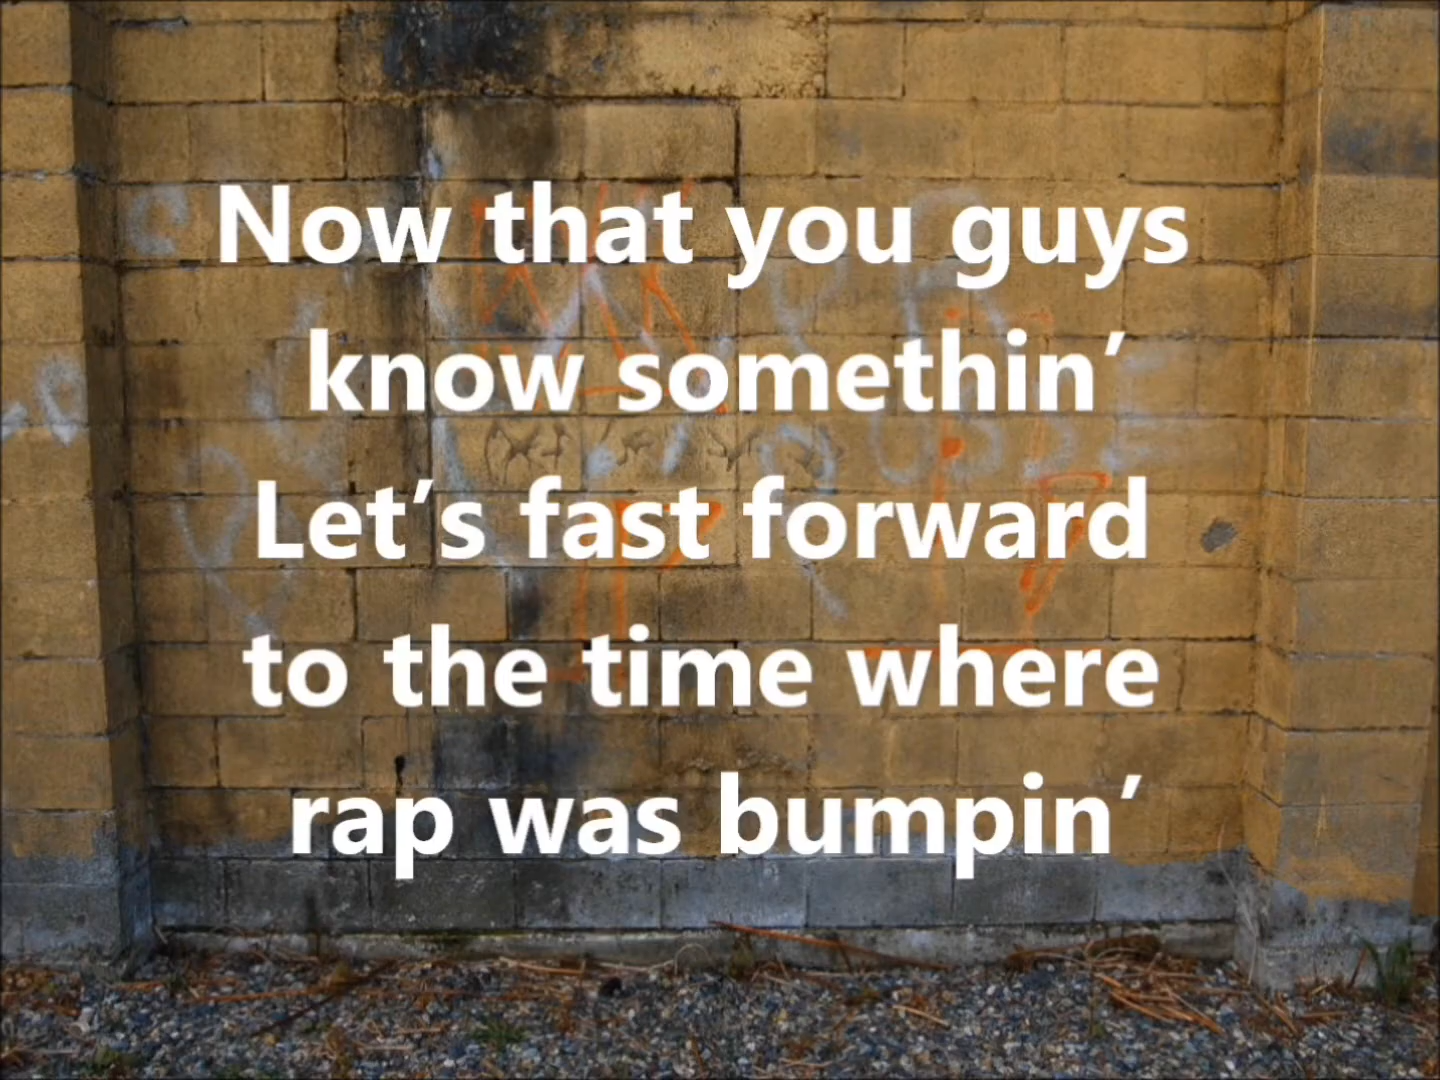 Now that you guys
know somethin’
Let’s fast forward
to the time where
rap was bumpin’